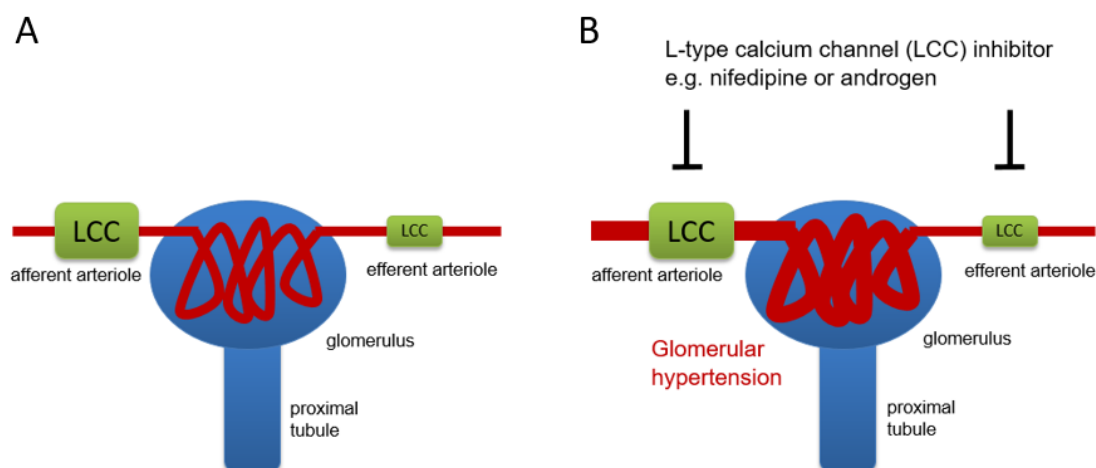 A
LCC
LCC
afferent arteriole
efferent arteriole
glomerulus
proximal
tubule
B
L-type calcium channel (LCC) inhibitor
e.g. nifedipine or androgen
LCC
LCC
afferent arteriole
efferent arteriole
glomerulus
Glomerular
hypertension
proximal
tubule